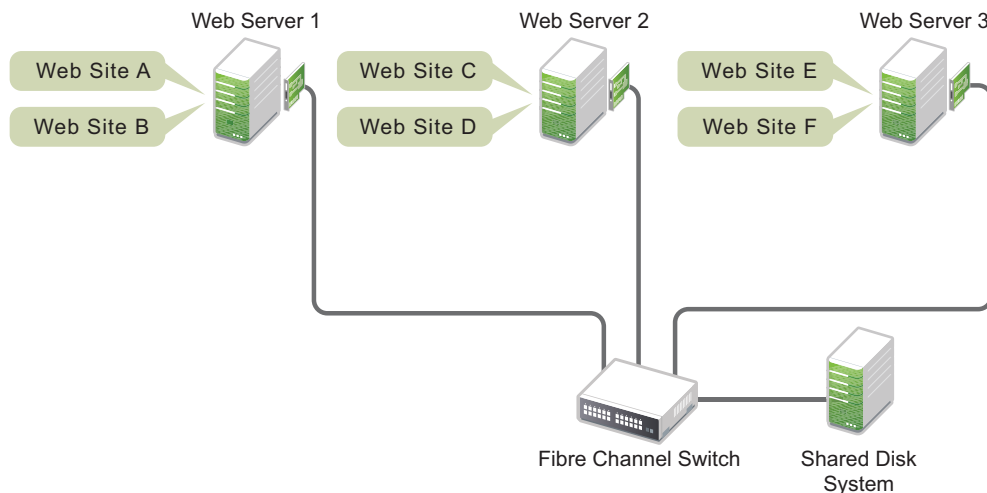 Web Server 1
Web Server 2
Web Server 3
Web Site A
Web Site C
Web Site E
Web Site B
Web Site D
Web Site F
Fibre Channel Switch
Shared Disk
System